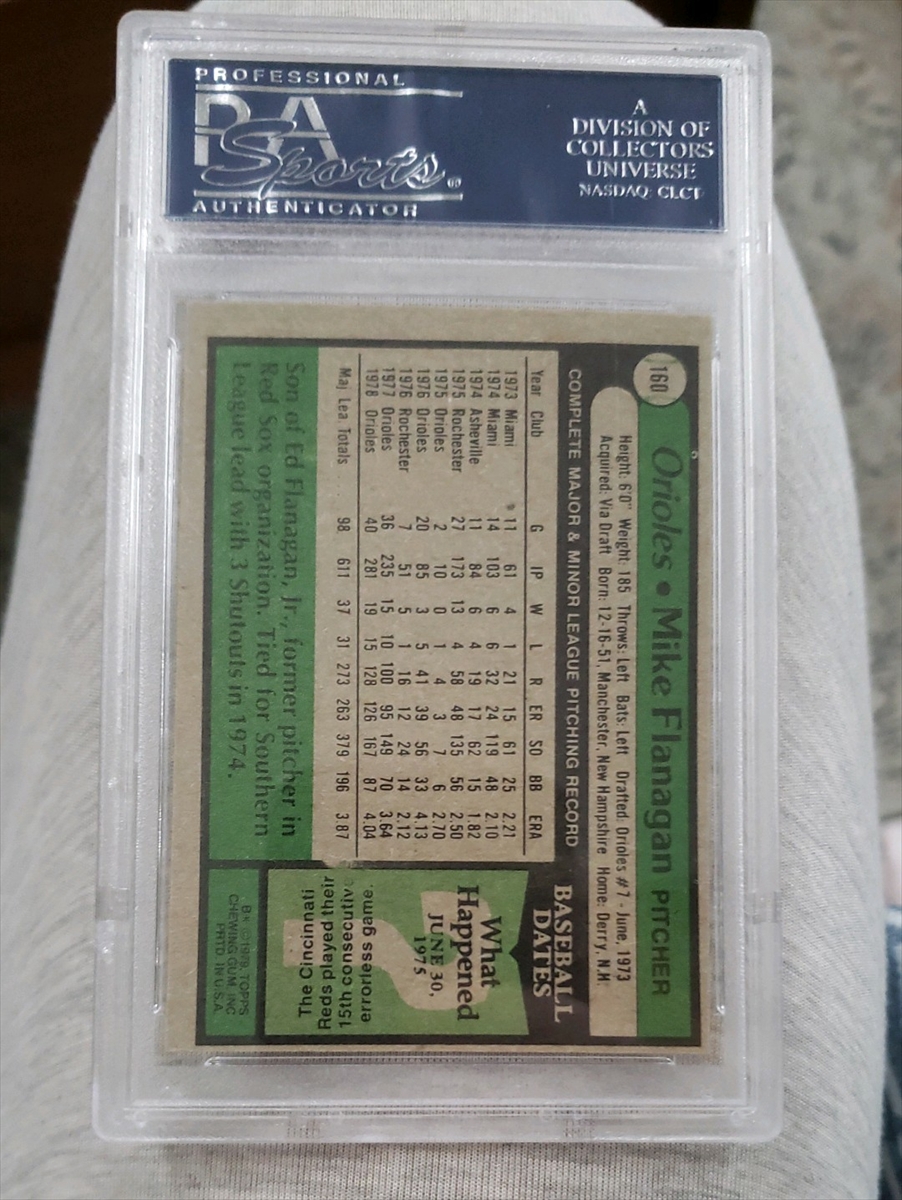 PROFESSIONAL
PSA
Sports®
AUTHENTICATOR
A
DIVISION OF
COLLECTORS
UNIVERSE
NASDAQ: CLCT
160
Orioles • Mike Flanagan PITCHER
Height: 6'0" Weight: 185 Throws: Left Bats: Left Drafted: Orioles #7 - June, 1973
Acquired: Via Draft Born: 12-16-51, Manchester, New Hampshire Home: Derry, N.H.
COMPLETE MAJOR & MINOR LEAGUE PITCHING RECORD
Year Club G IP W L R ER SO BB ERA
1973 Miami 11 61 4 1 21 15 61 25 2.21
1974 Miami 14 103 6 6 32 24 119 48 2.10
1974 Asheville 11 84 6 4 19 17 62 15 1.82
1975 Rochester 27 173 13 4 58 48 135 56 2.50
1975 Orioles 2 10 0 1 4 3 7 6 2.70
1976 Orioles 20 85 3 5 41 39 56 33 4.13
1976 Rochester 7 51 5 1 16 12 24 14 2.12
1977 Orioles 36 235 15 10 100 95 149 70 3.64
1978 Orioles 40 281 19 15 128 126 167 87 4.04
Maj. Lea. Totals 98 611 37 31 273 263 379 196 3.87
Son of Ed Flanagan, Jr., former pitcher in
Red Sox organization. Tied for Southern
League lead with 3 Shutouts in 1974.
BASEBALL
DATES
What
Happened
JUNE 30,
1975
The Cincinnati
Reds played their
15th consecutive
errorless game.
B* ©1979, TOPPS
CHEWING GUM, INC
PRTD. IN U.S.A.